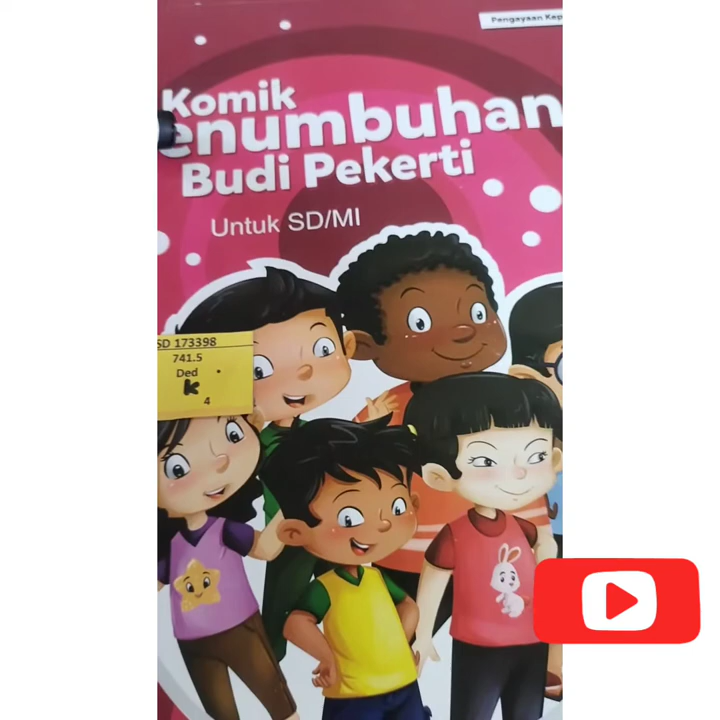 Pengayaan Kep
Komik
enumbuhan
Budi Pekerti
Untuk SD/MI
SD 173398
741.5
Ded
k
4